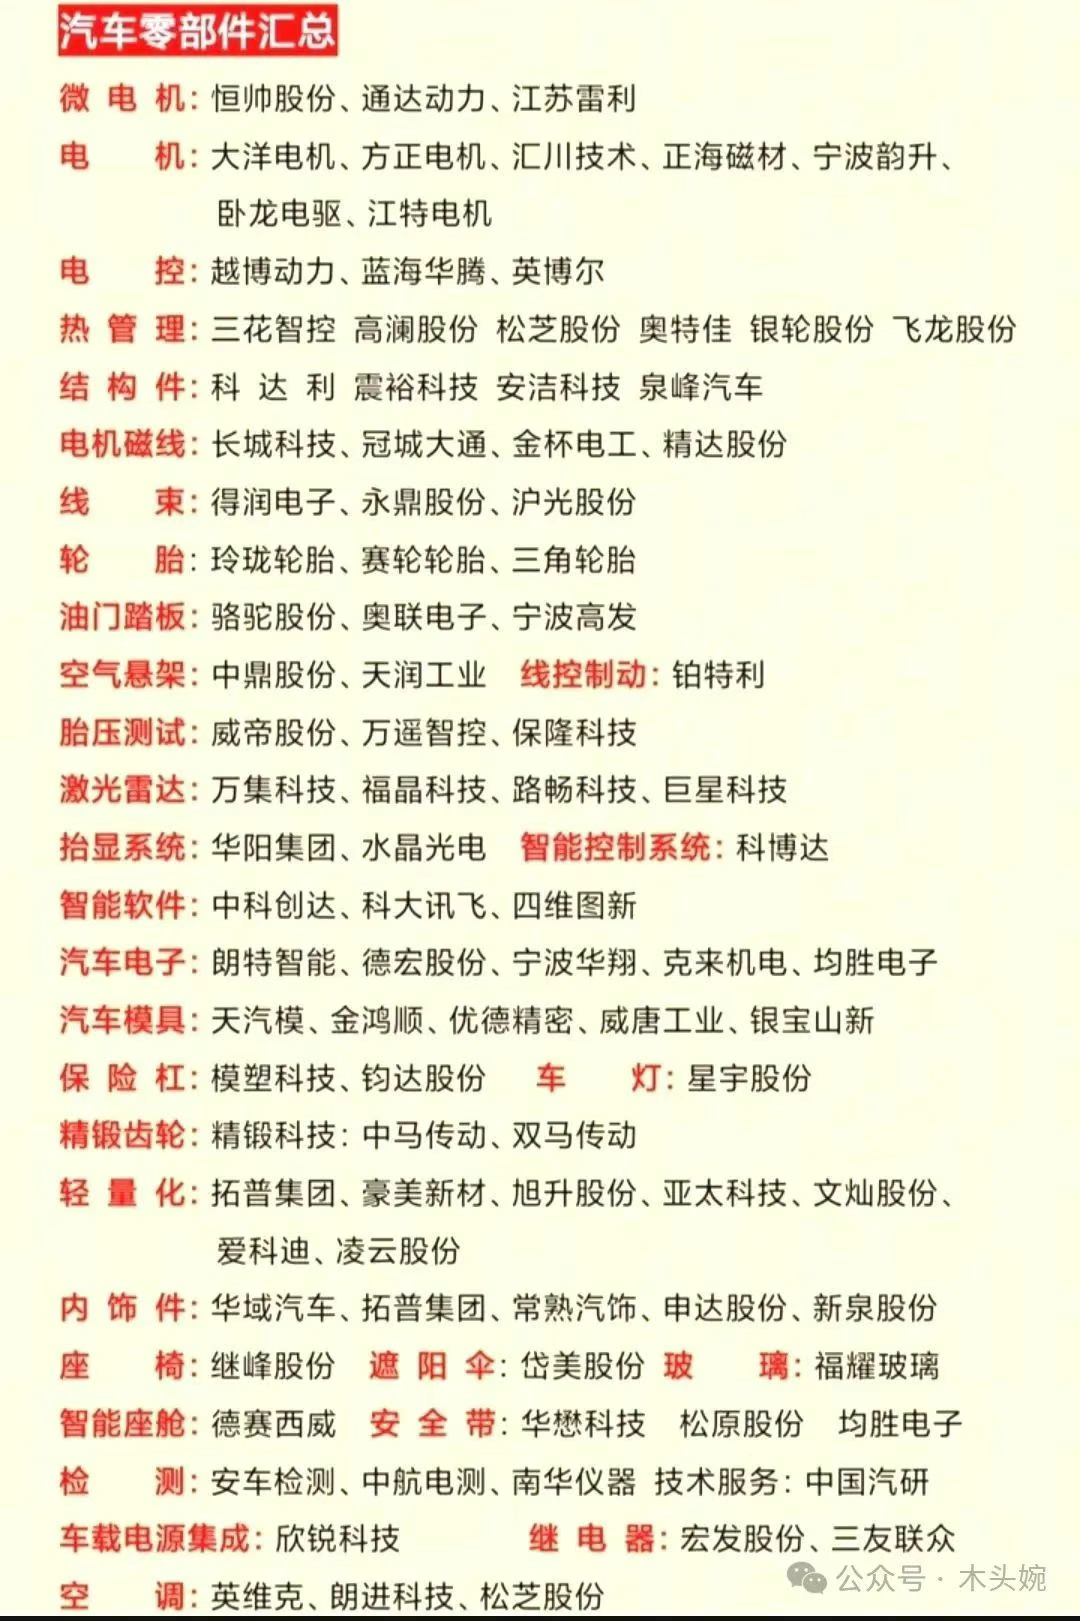 汽车零部件汇总
微电机：恒帅股份、通达动力、江苏雷利
电机：大洋电机、方正电机、汇川技术、正海磁材、宁波韵升、
卧龙电驱、江特电机
电控：越博动力、蓝海华腾、英博尔
热管理：三花智控 高澜股份 松芝股份 奥特佳 银轮股份 飞龙股份
结构件：科达利 震裕科技 安洁科技 泉峰汽车
电机磁线：长城科技、冠城大通、金杯电工、精达股份
线束：得润电子、永鼎股份、沪光股份
轮胎：玲珑轮胎、赛轮轮胎、三角轮胎
油门踏板：骆驼股份、奥联电子、宁波高发
空气悬架：中鼎股份、天润工业 线控制动：铂特利
胎压测试：威帝股份、万遥智控、保隆科技
激光雷达：万集科技、福晶科技、路畅科技、巨星科技
抬显系统：华阳集团、水晶光电 智能控制系统：科博达
智能软件：中科创达、科大讯飞、四维图新
汽车电子：朗特智能、德宏股份、宁波华翔、克来机电、均胜电子
汽车模具：天汽模、金鸿顺、优德精密、威唐工业、银宝山新
保险杠：模塑科技、钧达股份 车灯：星宇股份
精锻齿轮：精锻科技：中马传动、双马传动
轻量化：拓普集团、豪美新材、旭升股份、亚太科技、文灿股份、
爱科迪、凌云股份
内饰件：华域汽车、拓普集团、常熟汽饰、申达股份、新泉股份
座椅：继峰股份 遮阳伞：岱美股份 玻璃：福耀玻璃
智能座舱：德赛西威 安全带：华懋科技 松原股份 均胜电子
检测：安车检测、中航电测、南华仪器 技术服务：中国汽研
车载电源集成：欣锐科技 继电器：宏发股份、三友联众
空调：英维克、朗进科技、松芝股份
公众号·木头婉